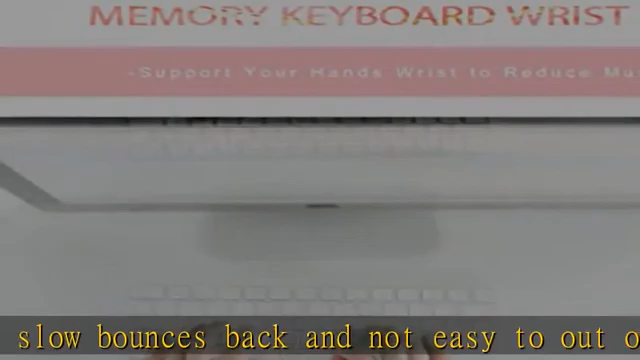 MEMORY KEYBOARD WRIST
-Support Your Hands Wrist to Reduce
slow bounces back and not easy to out